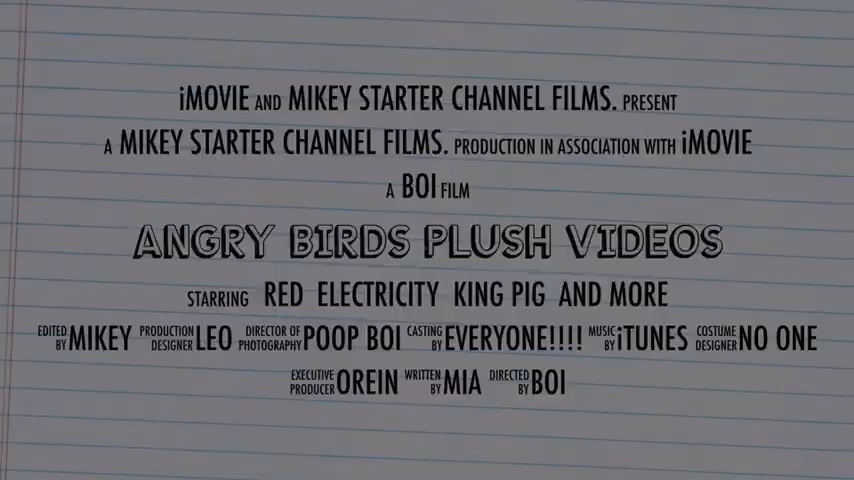 iMOVIE AND MIKEY STARTER CHANNEL FILMS. PRESENT
A MIKEY STARTER CHANNEL FILMS. PRODUCTION IN ASSOCIATION WITH iMOVIE
A BOI FILM
ANGRY BIRDS PLUSH VIDEOS
STARRING RED ELECTRICITY KING PIG AND MORE
EDITED BY MIKEY PRODUCTION DESIGNER LEO DIRECTOR OF PHOTOGRAPHY POOP BOI CASTING BY EVERYONE!!!! MUSIC BY iTUNES COSTUME DESIGNER NO ONE
EXECUTIVE PRODUCER OREIN WRITTEN BY MIA DIRECTED BY BOI